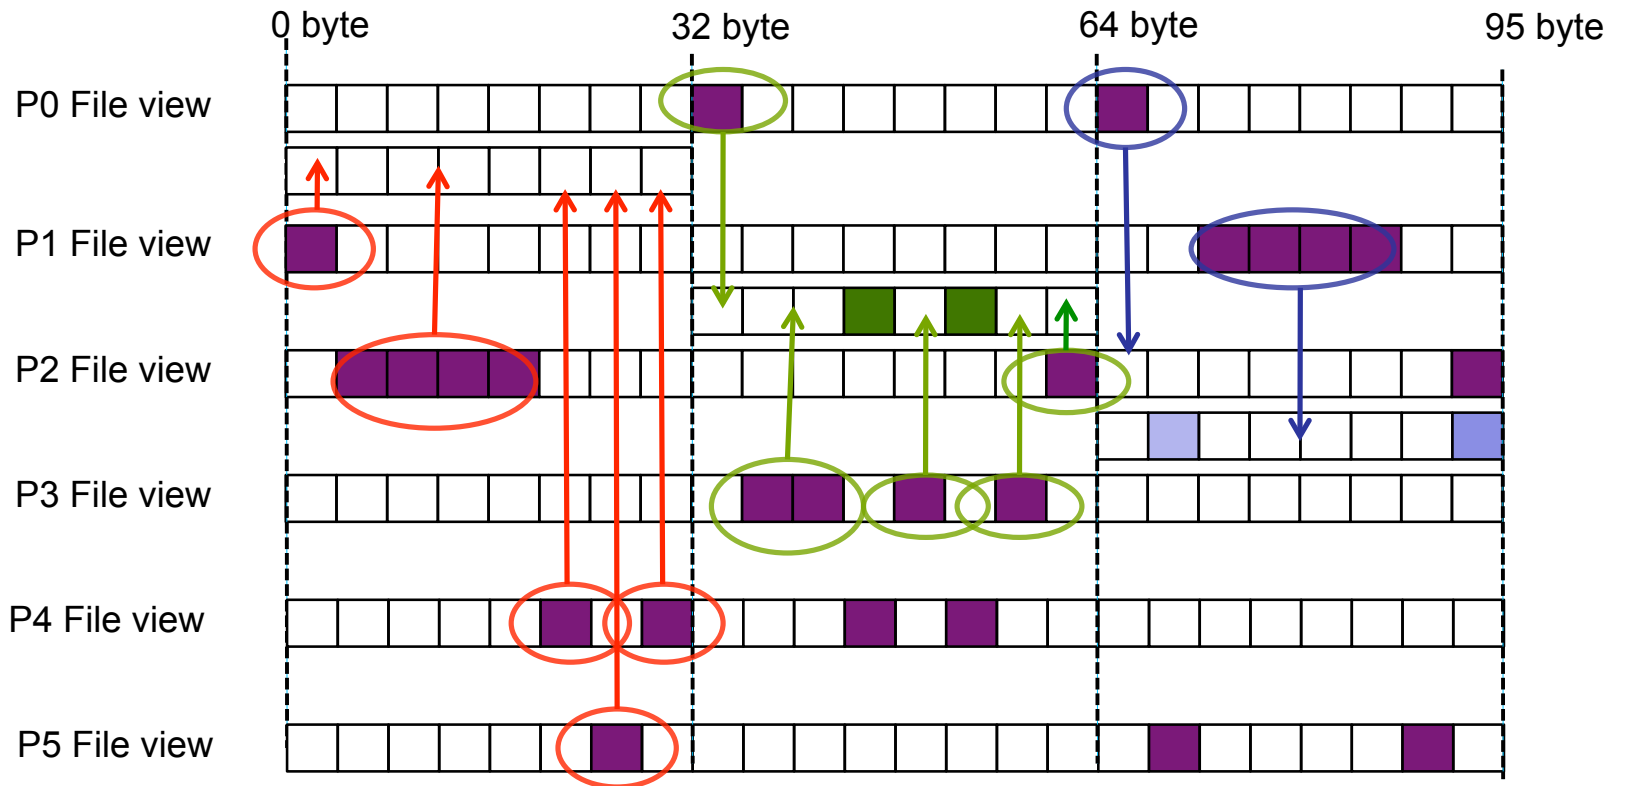 0 byte
32 byte
64 byte
95 byte
P0 File view
P1 File view
P2 File view
P3 File view
P4 File view
P5 File view